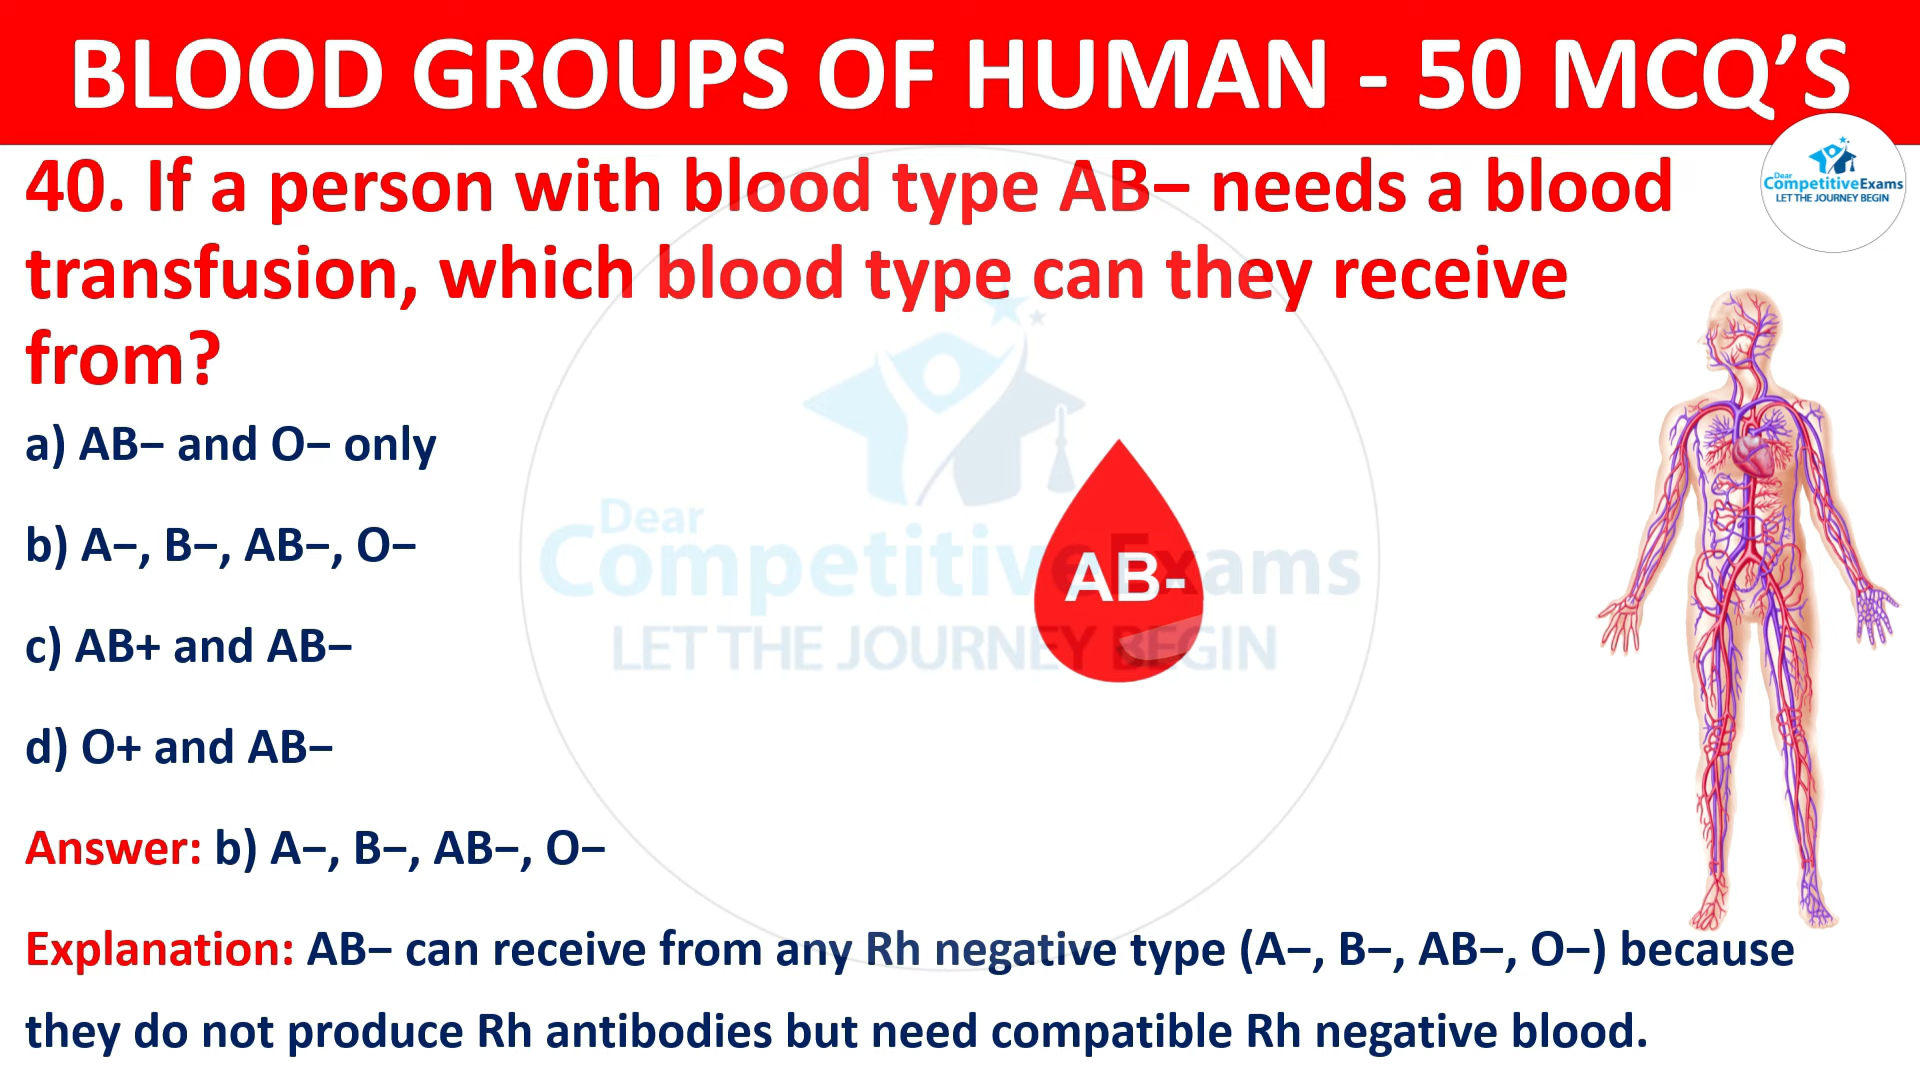 BLOOD GROUPS OF HUMAN - 50 MCQ’S
Dear
CompetitiveExams
LET THE JOURNEY BEGIN
40. If a person with blood type AB− needs a blood
transfusion, which blood type can they receive
from?
a) AB− and O− only
b) A−, B−, AB−, O−
c) AB+ and AB−
d) O+ and AB−
Dear
CompetitiveExams
LET THE JOURNEY BEGIN
AB-
Answer: b) A−, B−, AB−, O−
Explanation: AB− can receive from any Rh negative type (A−, B−, AB−, O−) because
they do not produce Rh antibodies but need compatible Rh negative blood.